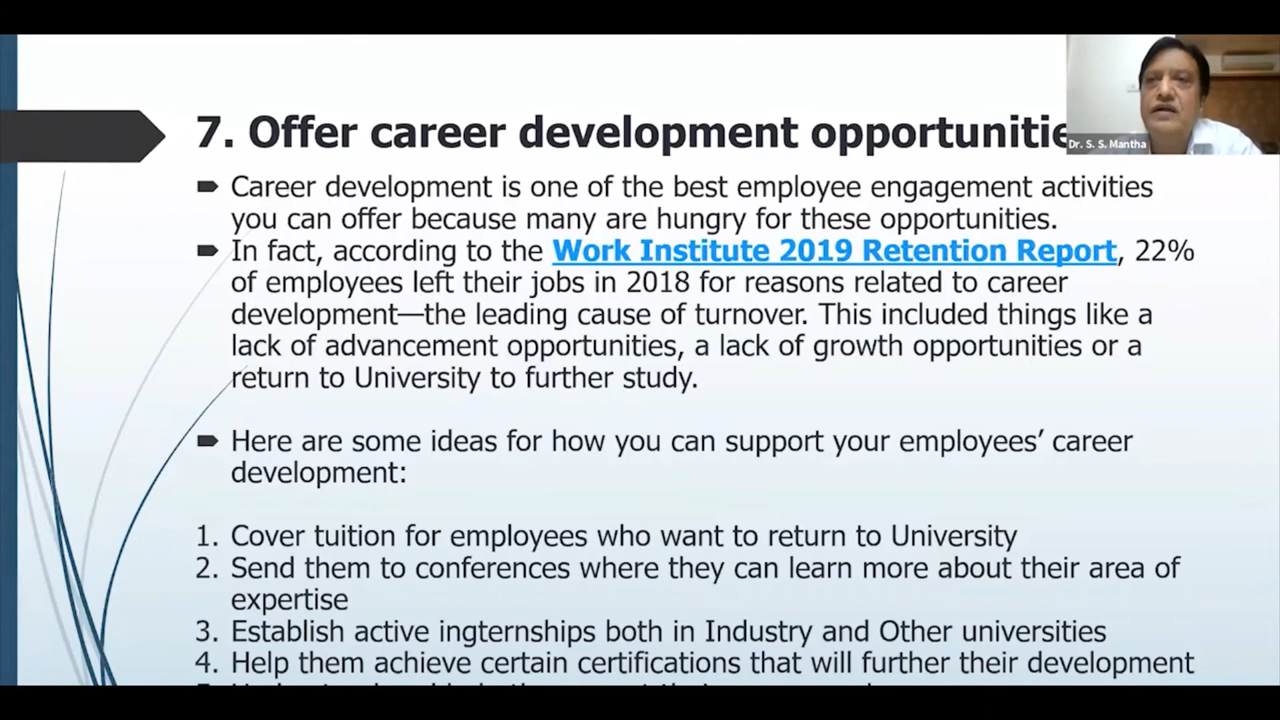 7. Offer career development opportunitie
Dr. S. S. Mantha
Career development is one of the best employee engagement activities
you can offer because many are hungry for these opportunities.
In fact, according to the Work Institute 2019 Retention Report, 22%
of employees left their jobs in 2018 for reasons related to career
development—the leading cause of turnover. This included things like a
lack of advancement opportunities, a lack of growth opportunities or a
return to University to further study.
Here are some ideas for how you can support your employees’ career
development:
1. Cover tuition for employees who want to return to University
2. Send them to conferences where they can learn more about their area of
expertise
3. Establish active ingternships both in Industry and Other universities
4. Help them achieve certain certifications that will further their development